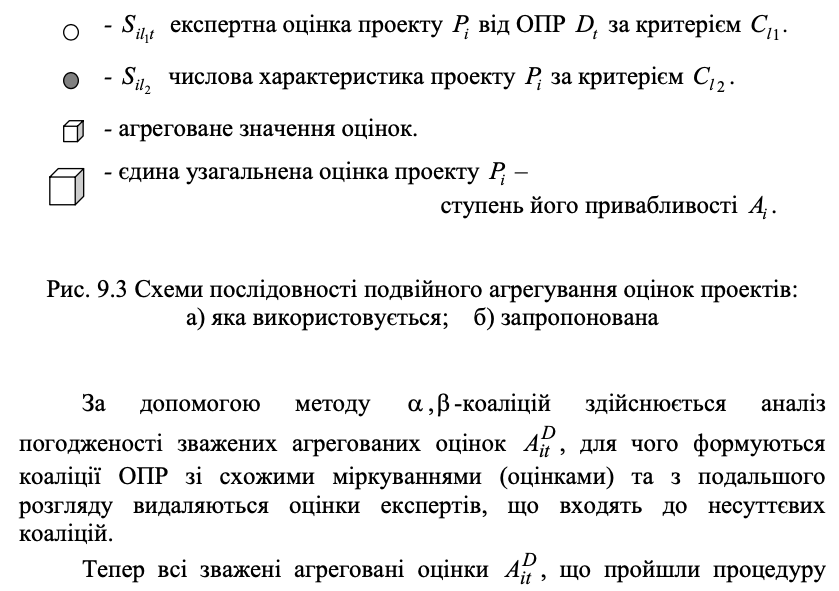 - S_{il_1t} експертна оцінка проекту P_i від ОПР D_t за критерієм C_{l1}.
- S_{il_2} числова характеристика проекту P_i за критерієм C_{l2}.
- агреговане значення оцінок.
- єдина узагальнена оцінка проекту P_i –
ступень його привабливості A_i.
Рис. 9.3 Схеми послідовності подвійного агрегування оцінок проектів:
а) яка використовується; б) запропонована
За допомогою методу α,β-коаліцій здійснюється аналіз
погодженості зважених агрегованих оцінок A_{it}^D, для чого формуються
коаліції ОПР зі схожими міркуваннями (оцінками) та з подальшого
розгляду видаляються оцінки експертів, що входять до несуттєвих
коаліцій.
Тепер всі зважені агреговані оцінки A_{it}^D, що пройшли процедуру